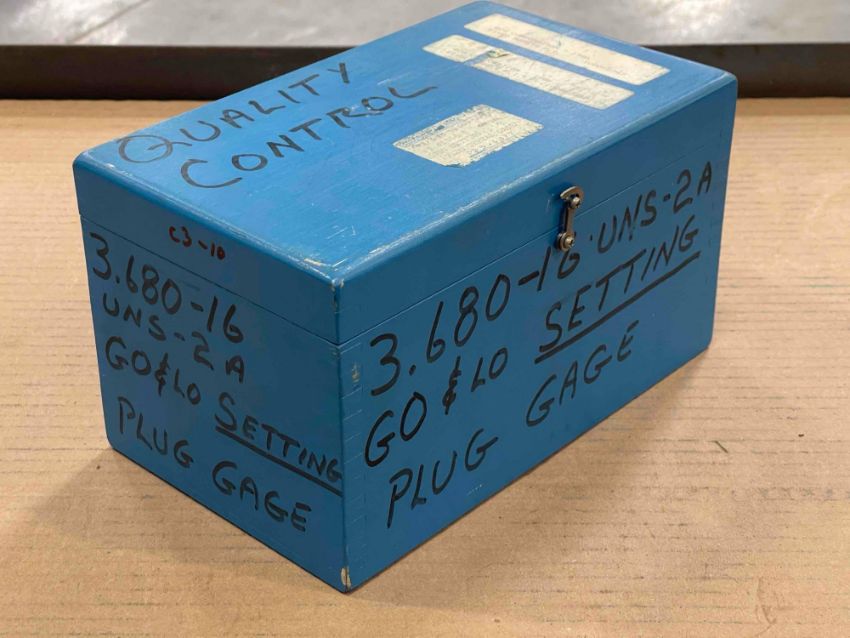 QUALITY
CONTROL
C3-10
3.680-16
UNS-2A
GO & LO SETTING
PLUG GAGE
3.680-16 UNS-2A
GO & LO SETTING
PLUG GAGE